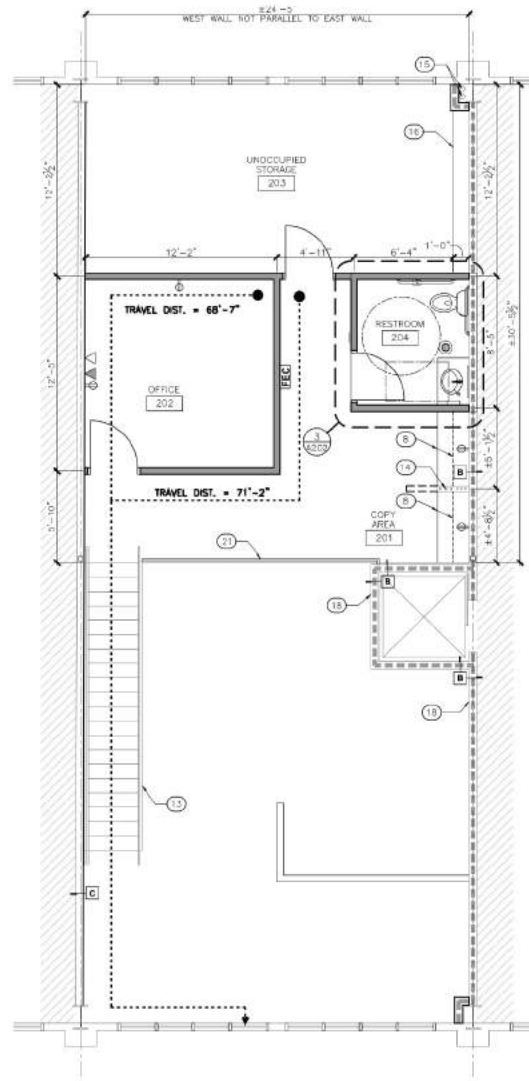 ±24'-5"
WEST WALL NOT PARALLEL TO EAST WALL
15
16
UNOCCUPIED
STORAGE
203
12'-2½"
12'-2½"
12'-2"
4'-11"
6'-4"
1'-0"
TRAVEL DIST. = 68'-7"
RESTROOM
204
8'-5"
±30'-5½"
12'-5"
OFFICE
202
FEC
3
A202
8
B
±5'-1½"
14
TRAVEL DIST. = 71'-2"
8
5'-10"
COPY
AREA
201
±4'-8½"
21
B
18
B
18
13
C